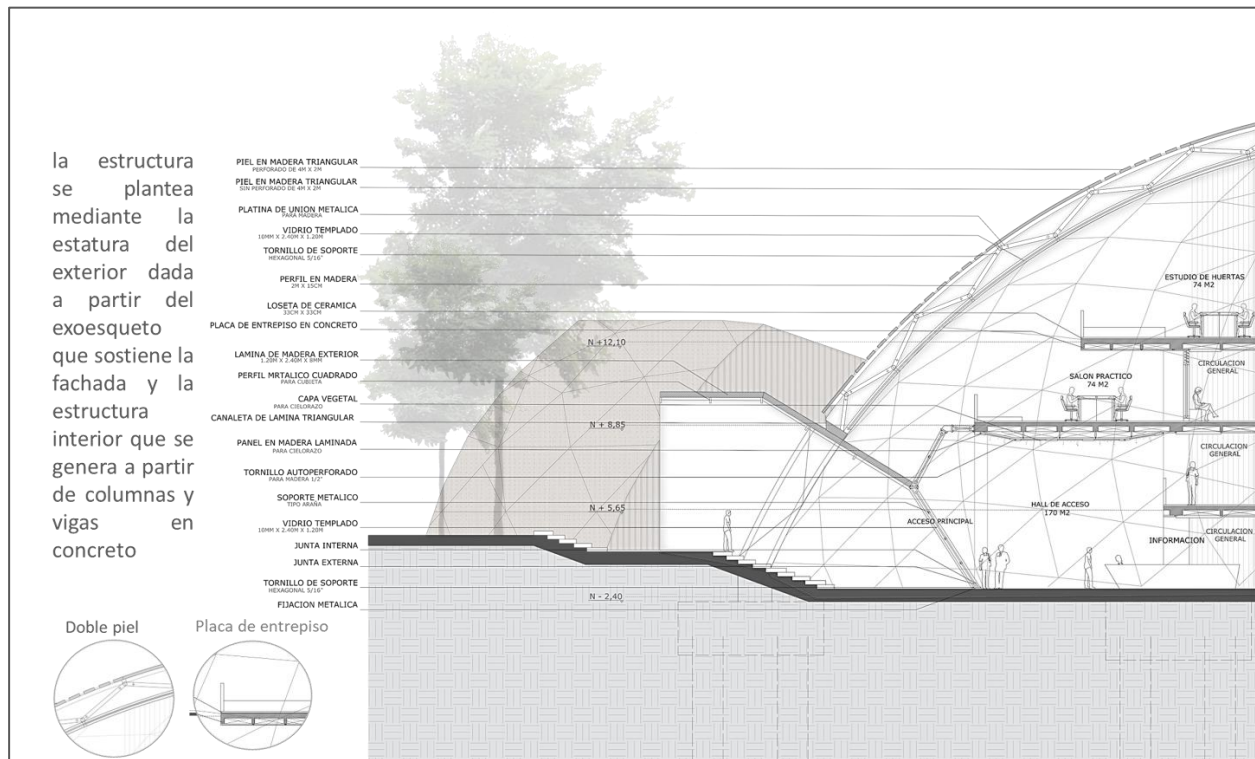 la estructura
se plantea
mediante la
estatura del
exterior dada
a partir del
exoesqueto
que sostiene la
fachada y la
estructura
interior que se
genera a partir
de columnas y
vigas en
concreto
PIEL EN MADERA TRIANGULAR
PERFORADO DE 4M X 2M
PIEL EN MADERA TRIANGULAR
SIN PERFORADO DE 4M X 2M
PLATINA DE UNION METALICA
PARA MADERA
VIDRIO TEMPLADO
10MM X 2.40M X 1.20M
TORNILLO DE SOPORTE
HEXAGONAL 5/16"
PERFIL EN MADERA
2M X 15CM
LOSETA DE CERAMICA
33CM X 33CM
PLACA DE ENTREPISO EN CONCRETO
LAMINA DE MADERA EXTERIOR
1.20M X 2.40M X 8MM
PERFIL MRTALICO CUADRADO
PARA CUBIETA
CAPA VEGETAL
PARA CIELORAZO
CANALETA DE LAMINA TRIANGULAR
PANEL EN MADERA LAMINADA
PARA CIELORAZO
TORNILLO AUTOPERFORADO
PARA MADERA 1/2"
SOPORTE METALICO
TIPO ARAÑA
VIDRIO TEMPLADO
10MM X 2.40M X 1.20M
JUNTA INTERNA
JUNTA EXTERNA
TORNILLO DE SOPORTE
HEXAGONAL 5/16"
FIJACION METALICA
N +12,10
N + 8,85
N + 5,65
N - 2,40
ESTUDIO DE HUERTAS
74 M2
CIRCULACION
GENERAL
SALON PRACTICO
74 M2
CIRCULACION
GENERAL
HALL DE ACCESO
170 M2
ACCESO PRINCIPAL
CIRCULACION
GENERAL
INFORMACION
Doble piel
Placa de entrepiso